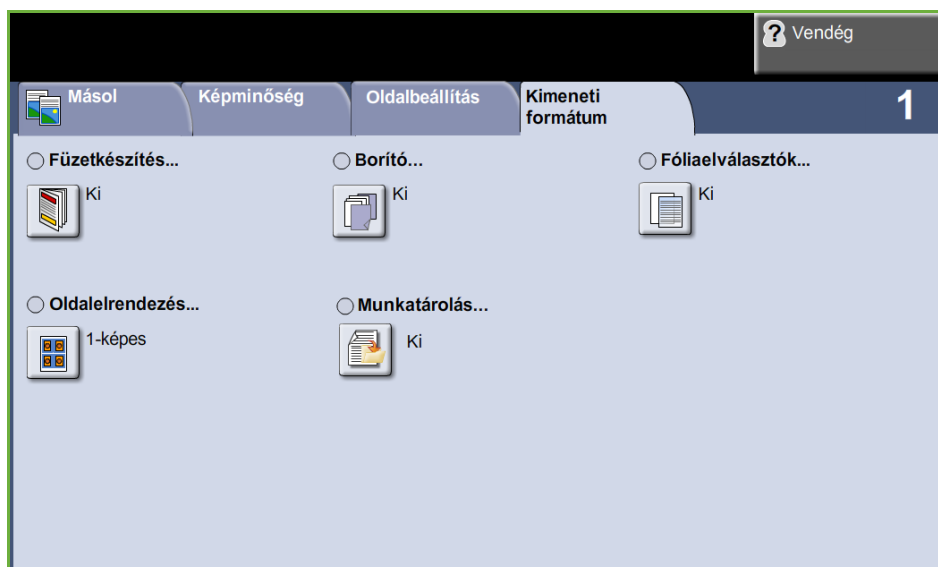 Vendég
Másol
Képminőség
Oldalbeállítás
Kimeneti
formátum
1
Füzetkészítés...
Ki
Borító...
Ki
Fóliaelválasztók...
Ki
Oldalelrendezés...
1-képes
Munkatárolás...
Ki